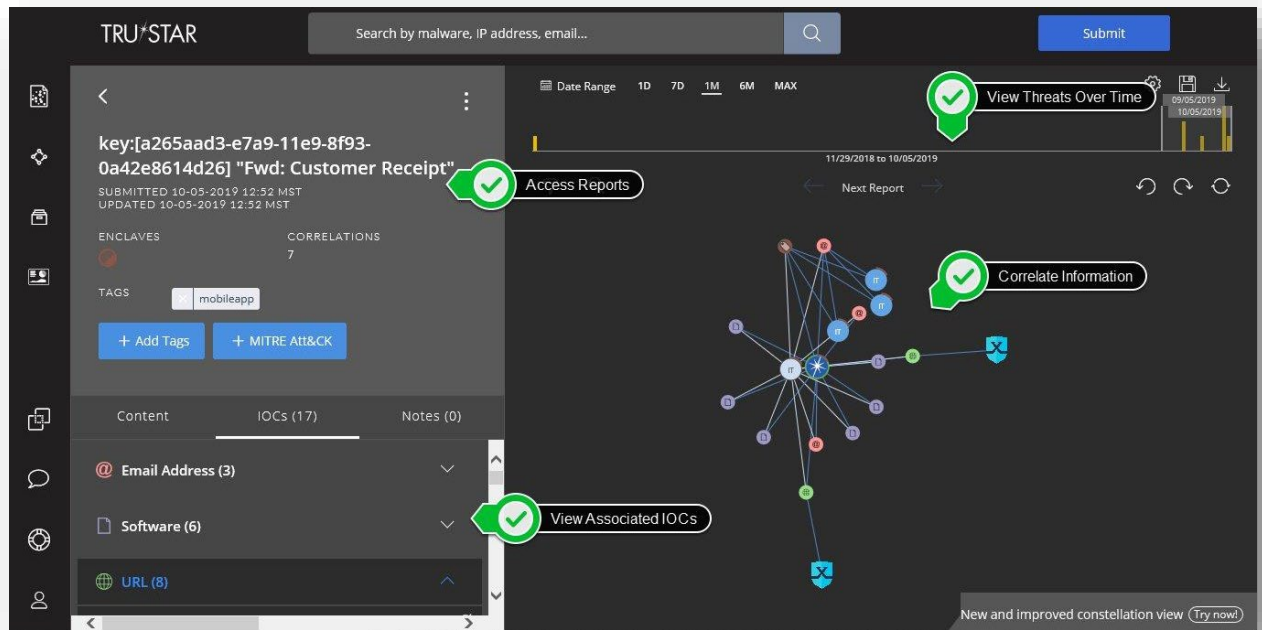 TRU*STAR
Search by malware, IP address, email...
Submit
key:[a265aad3-e7a9-11e9-8f93-
0a42e8614d26] "Fwd: Customer Receipt"
SUBMITTED 10-05-2019 12:52 MST
UPDATED 10-05-2019 12:52 MST
ENCLAVES
CORRELATIONS
7
TAGS
× mobileapp
+ Add Tags
+ MITRE Att&CK
Content
IOCs (17)
Notes (0)
@ Email Address (3)
Software (6)
URL (8)
Date Range 1D 7D 1M 6M MAX
View Threats Over Time
09/05/2019
10/05/2019
11/29/2018 to 10/05/2019
Access Reports
Next Report
Correlate Information
@
IT
IT
@
IT
IT
@
X
X
View Associated IOCs
New and improved constellation view (Try now!)